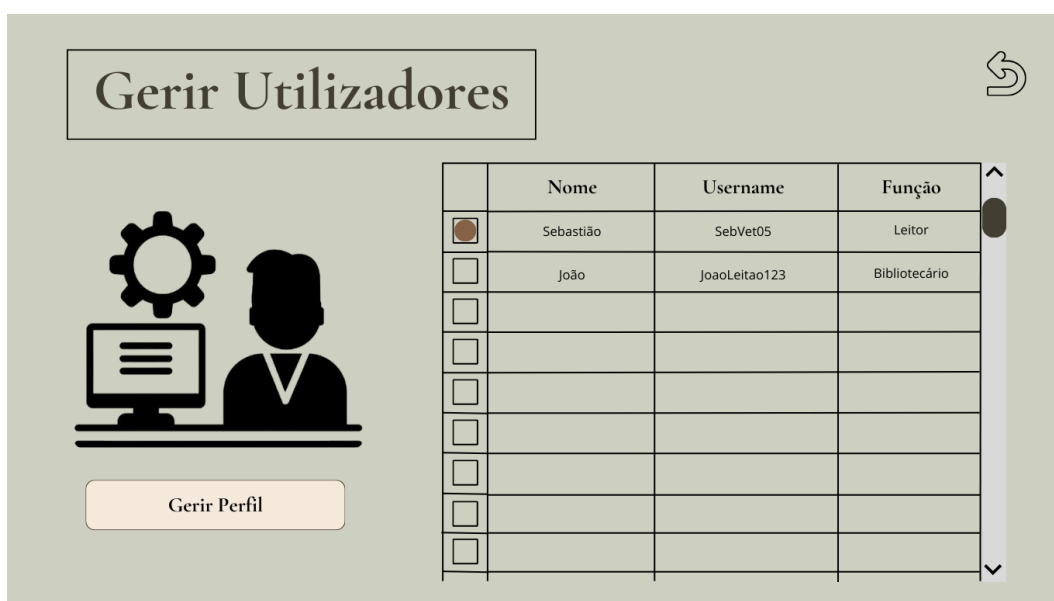 Gerir Utilizadores
Nome Username Função
Sebastião SebVet05 Leitor
João JoaoLeitao123 Bibliotecário
Gerir Perfil